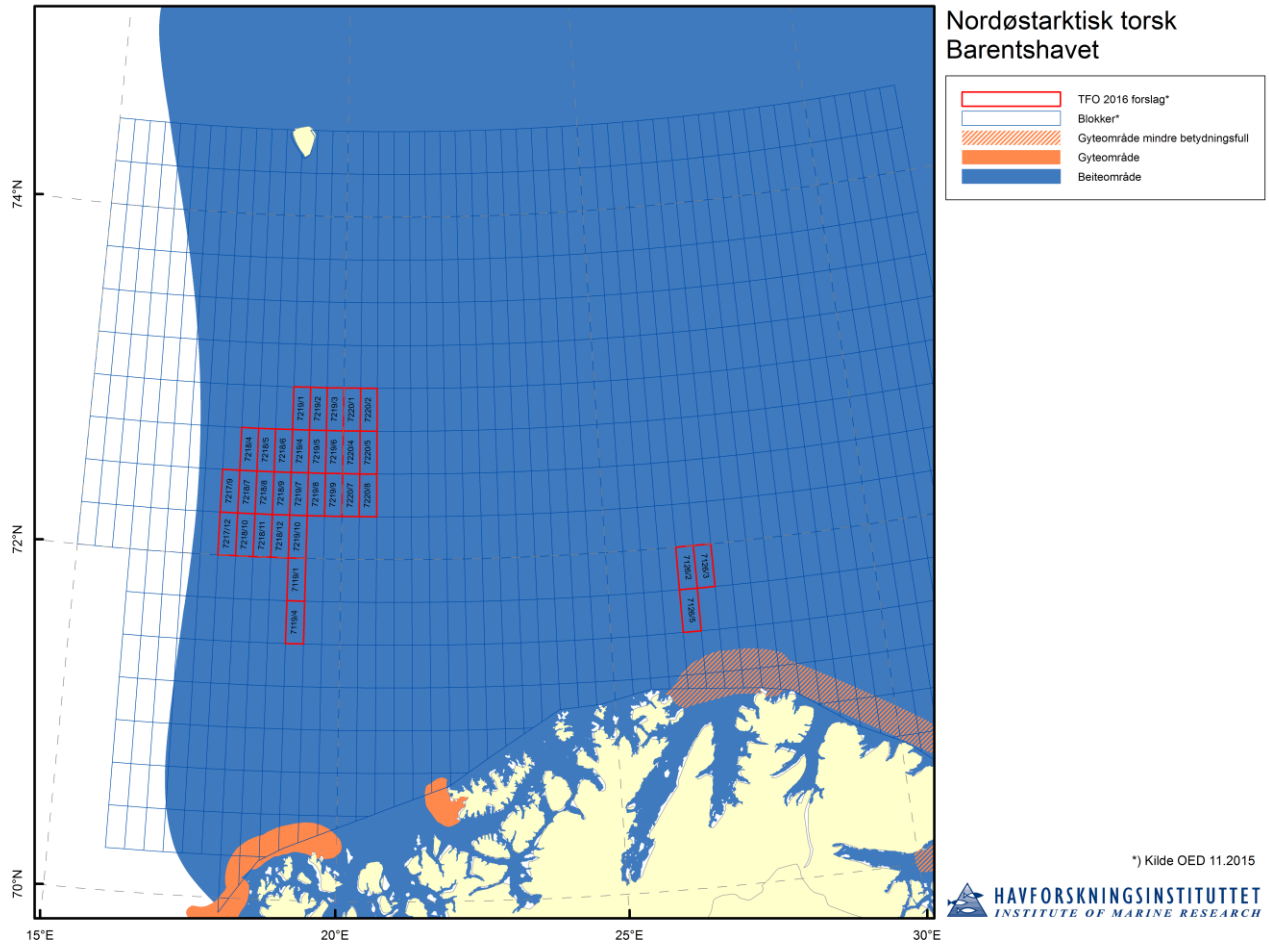 Nordøstarktisk torsk
Barentshavet
TFO 2016 forslag*
Blokker*
Gyteområde mindre betydningsfull
Gyteområde
Beiteområde
74°N
72°N
70°N
7219/1
7219/2
7219/3
7220/1
7220/2
7218/4
7218/5
7218/6
7219/4
7219/5
7219/6
7220/4
7220/5
7217/9
7218/7
7218/8
7218/9
7219/7
7219/8
7219/9
7220/7
7220/8
7217/12
7218/10
7218/11
7218/12
7219/10
7119/1
7119/4
7126/2
7126/3
7126/5
*) Kilde OED 11.2015
HAVFORSKNINGSINSTITUTTET
INSTITUTE OF MARINE RESEARCH
15°E
20°E
25°E
30°E